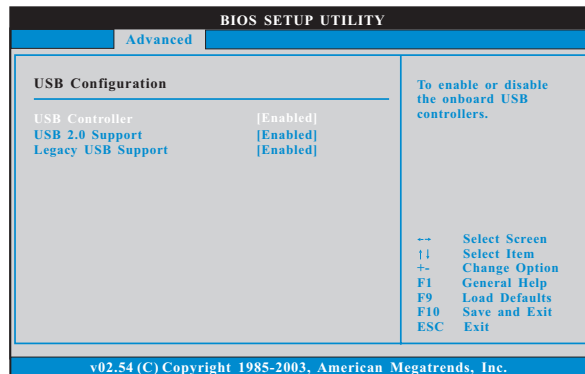 BIOS SETUP UTILITY
Advanced
USB Configuration
USB Controller [Enabled]
USB 2.0 Support [Enabled]
Legacy USB Support [Enabled]
To enable or disable
the onboard USB
controllers.
←→ Select Screen
↑↓ Select Item
+- Change Option
F1 General Help
F9 Load Defaults
F10 Save and Exit
ESC Exit
v02.54 (C) Copyright 1985-2003, American Megatrends, Inc.